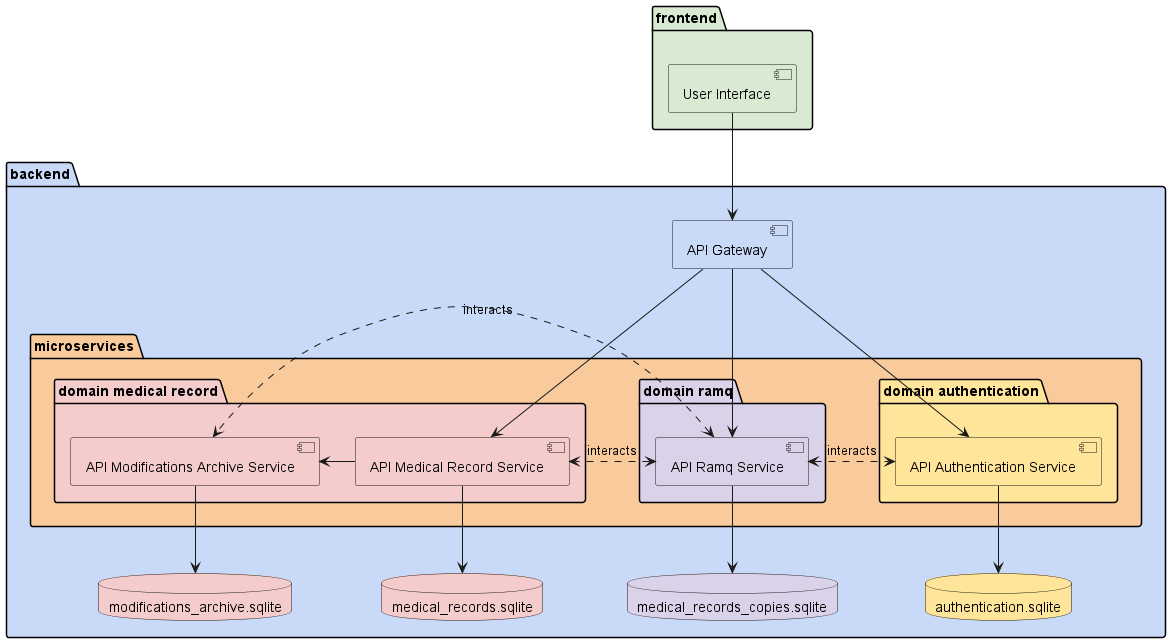 frontend
User Interface
backend
API Gateway
interacts
microservices
domain medical record
domain ramq
domain authentication
interacts
interacts
API Modifications Archive Service
API Medical Record Service
API Ramq Service
API Authentication Service
modifications_archive.sqlite
medical_records.sqlite
medical_records_copies.sqlite
authentication.sqlite